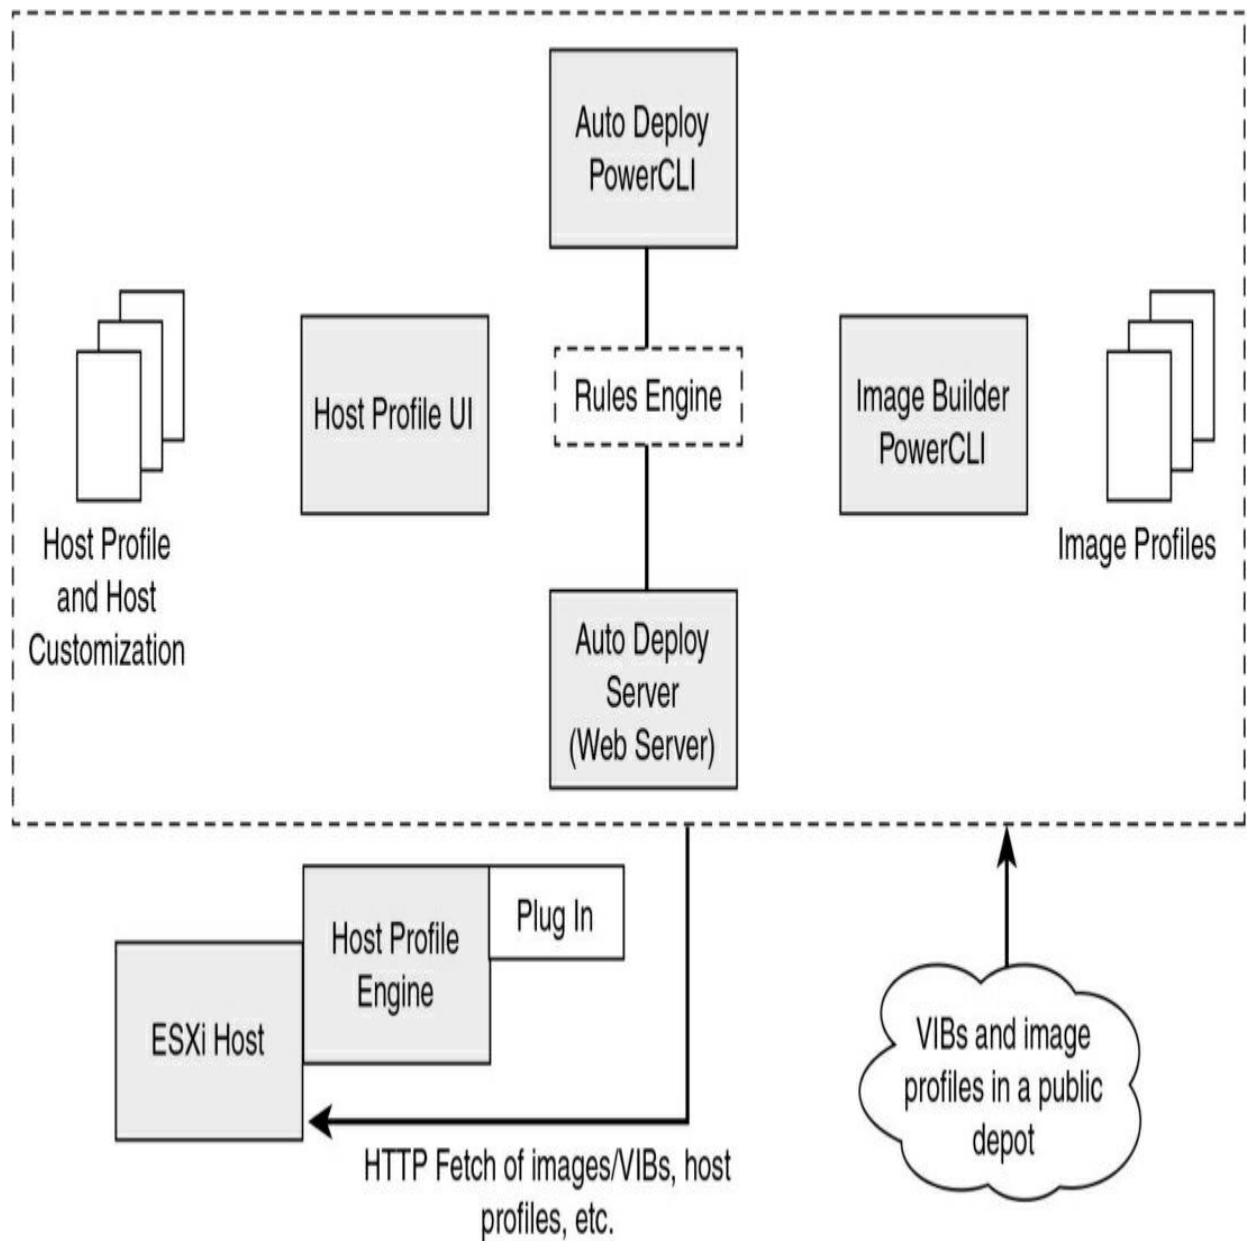 Auto Deploy
PowerCLI
Host Profile UI
Rules Engine
Image Builder
PowerCLI
Host Profile
and Host
Customization
Image Profiles
Auto Deploy
Server
(Web Server)
Host Profile
Engine
Plug In
ESXi Host
VIBs and image
profiles in a public
depot
HTTP Fetch of images/VIBs, host
profiles, etc.